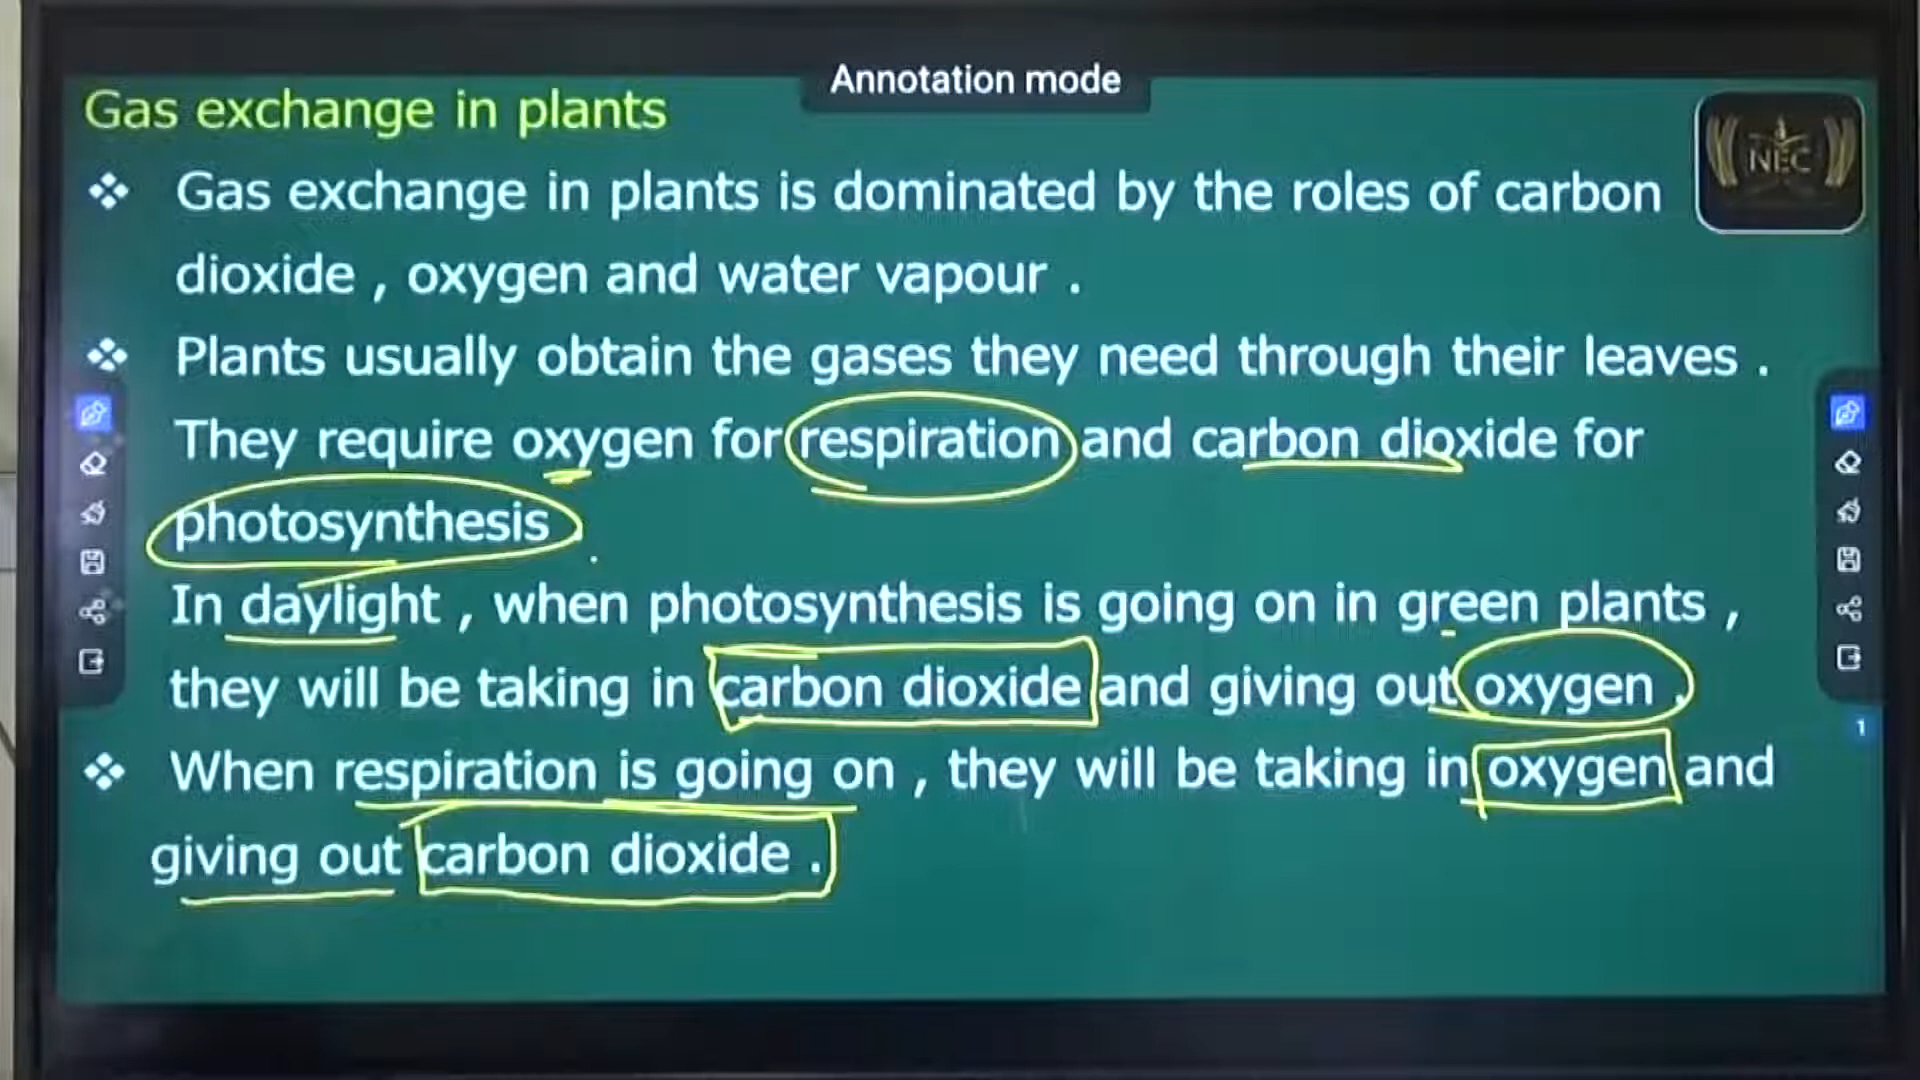 Annotation mode
Gas exchange in plants
NEC
❖ Gas exchange in plants is dominated by the roles of carbon
dioxide , oxygen and water vapour .
❖ Plants usually obtain the gases they need through their leaves .
They require oxygen for respiration and carbon dioxide for
photosynthesis .
In daylight , when photosynthesis is going on in green plants ,
they will be taking in carbon dioxide and giving out oxygen .
1
❖ When respiration is going on , they will be taking in oxygen and
giving out carbon dioxide .